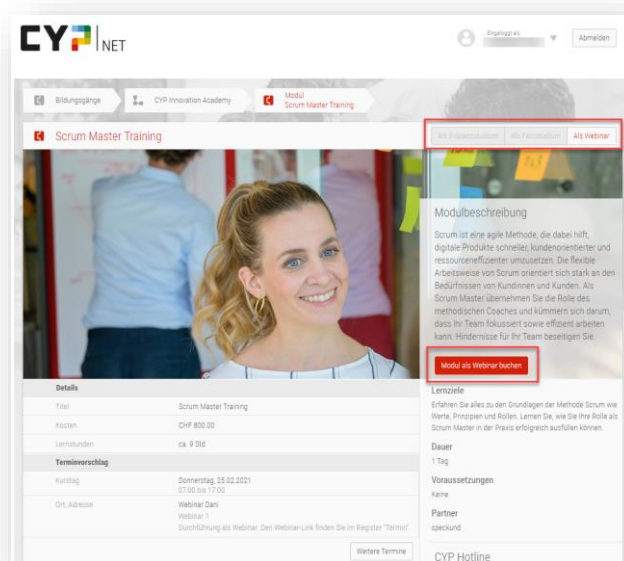 CYP NET
Eingeloggt als
Abmelden
Bildungsgänge
CYP Innovation Academy
Modul
Scrum Master Training
Scrum Master Training
Als Präsenzstudium
Als Fernstudium
Als Webinar
Modulbeschreibung
Scrum ist eine agile Methode, die dabei hilft,
digitale Produkte schneller, kundenorientierter und
ressourceneffizienter umzusetzen. Die flexible
Arbeitsweise von Scrum orientiert sich stark an den
Bedürfnissen von Kundinnen und Kunden. Als
Scrum Master übernehmen Sie die Rolle des
methodischen Coaches und kümmern sich darum,
dass Ihr Team fokussiert sowie effizient arbeiten
kann. Hindernisse für Ihr Team beseitigen Sie.
Modul als Webinar buchen
Lernziele
Erfahren Sie alles zu den Grundlagen der Methode Scrum wie
Werte, Prinzipien und Rollen. Lernen Sie, wie Sie Ihre Rolle als
Scrum Master in der Praxis erfolgreich ausfüllen können.
Dauer
1 Tag
Voraussetzungen
Keine
Partner
speckund
CYP Hotline
Details
Titel Scrum Master Training
Kosten CHF 800.00
Lernstunden ca. 9 Std
Terminvorschlag
Kurstag Donnerstag, 25.02.2021
07:00 bis 17:00
Ort, Adresse Webinar Dani
Webinar 1
Durchführung als Webinar. Den Webinar-Link finden Sie im Register "Termin".
Weitere Termine